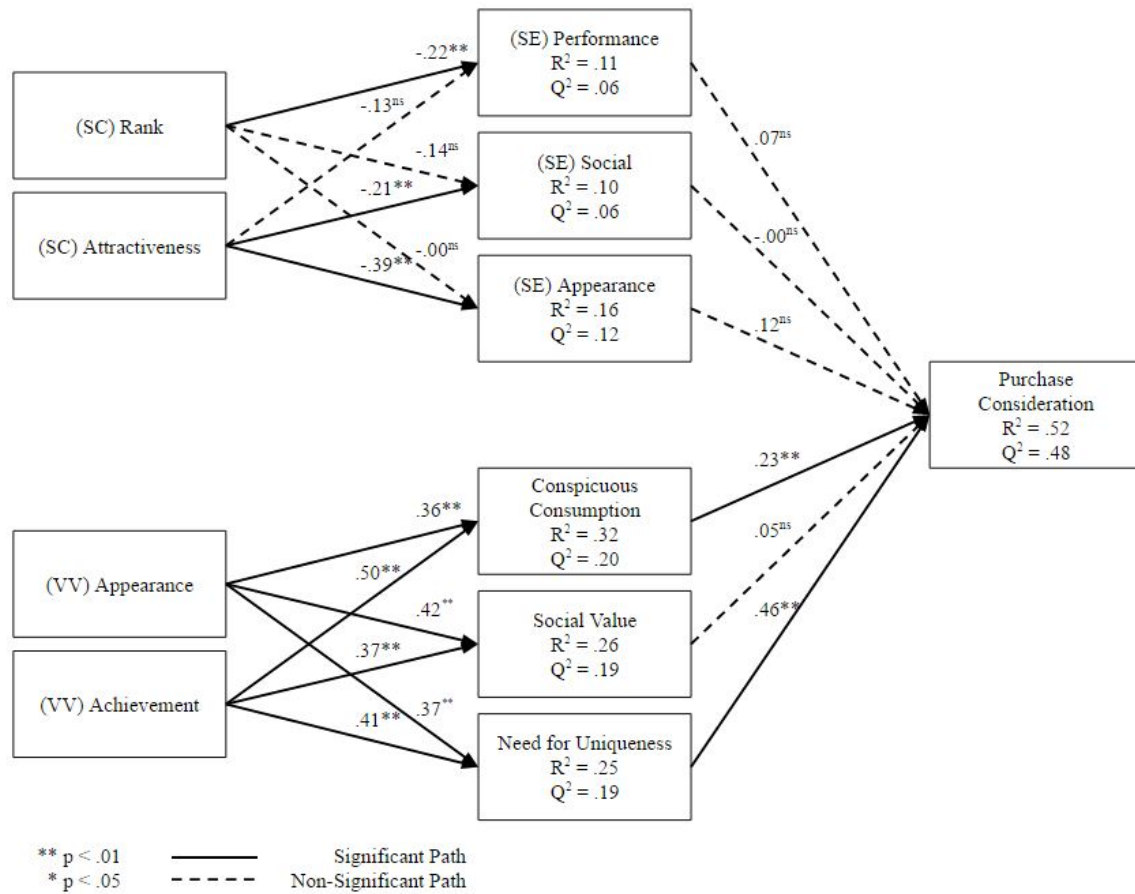 (SC) Rank
(SC) Attractiveness
-.22**
-.13ns
-.14ns
-.21**
-.00ns
-.39**
(SE) Performance
R² = .11
Q² = .06
(SE) Social
R² = .10
Q² = .06
(SE) Appearance
R² = .16
Q² = .12
.07ns
-.00ns
.12ns
Purchase
Consideration
R² = .52
Q² = .48
(VV) Appearance
(VV) Achievement
.36**
.50**
.42**
.37**
.37**
.41**
Conspicuous
Consumption
R² = .32
Q² = .20
Social Value
R² = .26
Q² = .19
Need for Uniqueness
R² = .25
Q² = .19
.23**
.05ns
.46**
** p < .01 Significant Path
* p < .05 Non-Significant Path